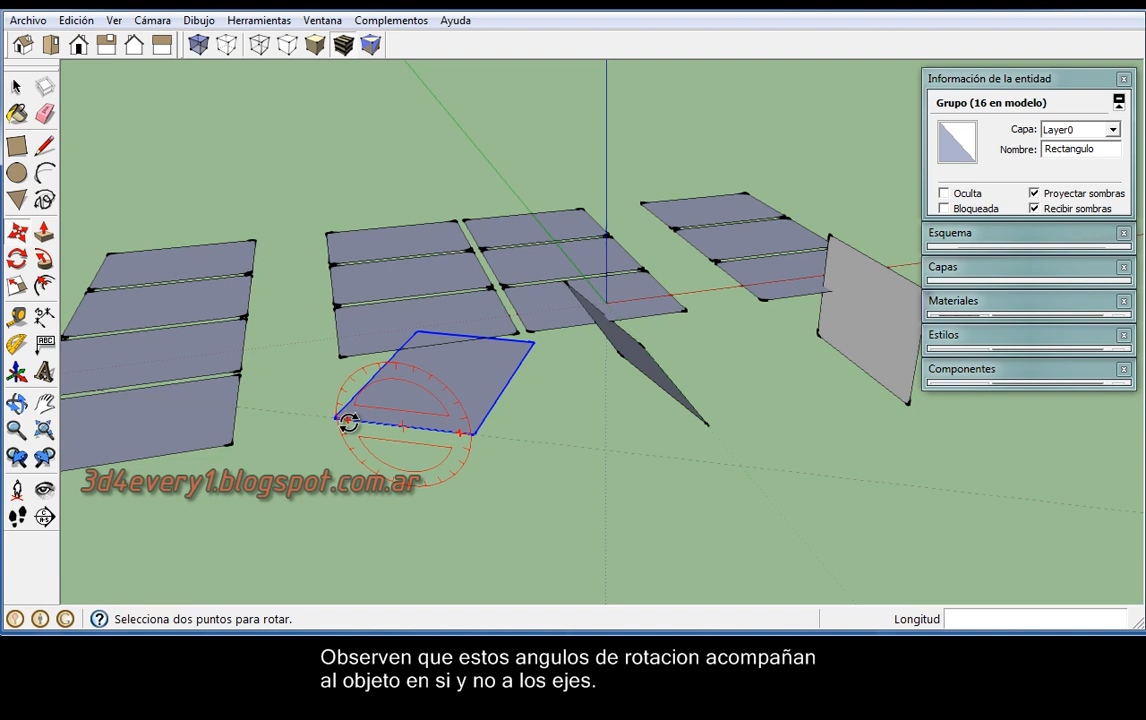 Archivo Edición Ver Cámara Dibujo Herramientas Ventana Complementos Ayuda
Información de la entidad
Grupo (16 en modelo)
Capa: Layer0
Nombre: Rectangulo
Oculta Proyectar sombras
Bloqueada Recibir sombras
Esquema
Capas
Materiales
Estilos
Componentes
ABC
3d4every1.blogspot.com.ar
Selecciona dos puntos para rotar.
Longitud
Observen que estos angulos de rotacion acompañan
al objeto en si y no a los ejes.